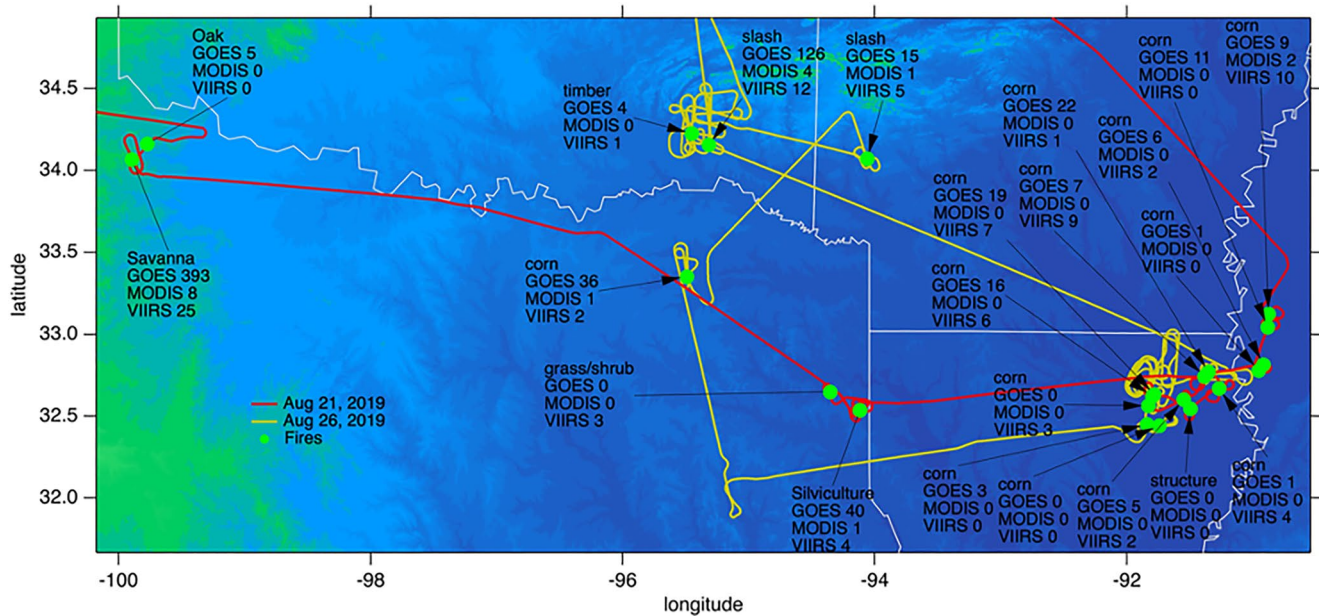 Oak
GOES 5
MODIS 0
VIIRS 0
timber
GOES 4
MODIS 0
VIIRS 1
slash
GOES 126
MODIS 4
VIIRS 12
slash
GOES 15
MODIS 1
VIIRS 5
corn
GOES 22
MODIS 0
VIIRS 1
corn
GOES 11
MODIS 0
VIIRS 0
corn
GOES 9
MODIS 2
VIIRS 10
corn
GOES 6
MODIS 0
VIIRS 2
corn
GOES 19
MODIS 0
VIIRS 7
corn
GOES 7
MODIS 0
VIIRS 9
corn
GOES 1
MODIS 0
VIIRS 0
Savanna
GOES 393
MODIS 8
VIIRS 25
corn
GOES 36
MODIS 1
VIIRS 2
corn
GOES 16
MODIS 0
VIIRS 6
grass/shrub
GOES 0
MODIS 0
VIIRS 3
corn
GOES 0
MODIS 0
VIIRS 3
Aug 21, 2019
Aug 26, 2019
Fires
Silviculture
GOES 40
MODIS 1
VIIRS 4
corn
GOES 3
MODIS 0
VIIRS 0
corn
GOES 0
MODIS 0
VIIRS 0
corn
GOES 5
MODIS 0
VIIRS 2
structure
GOES 0
MODIS 0
VIIRS 0
corn
GOES 1
MODIS 0
VIIRS 4
latitude
34.5
34.0
33.5
33.0
32.5
32.0
-100
-98
-96
-94
-92
longitude